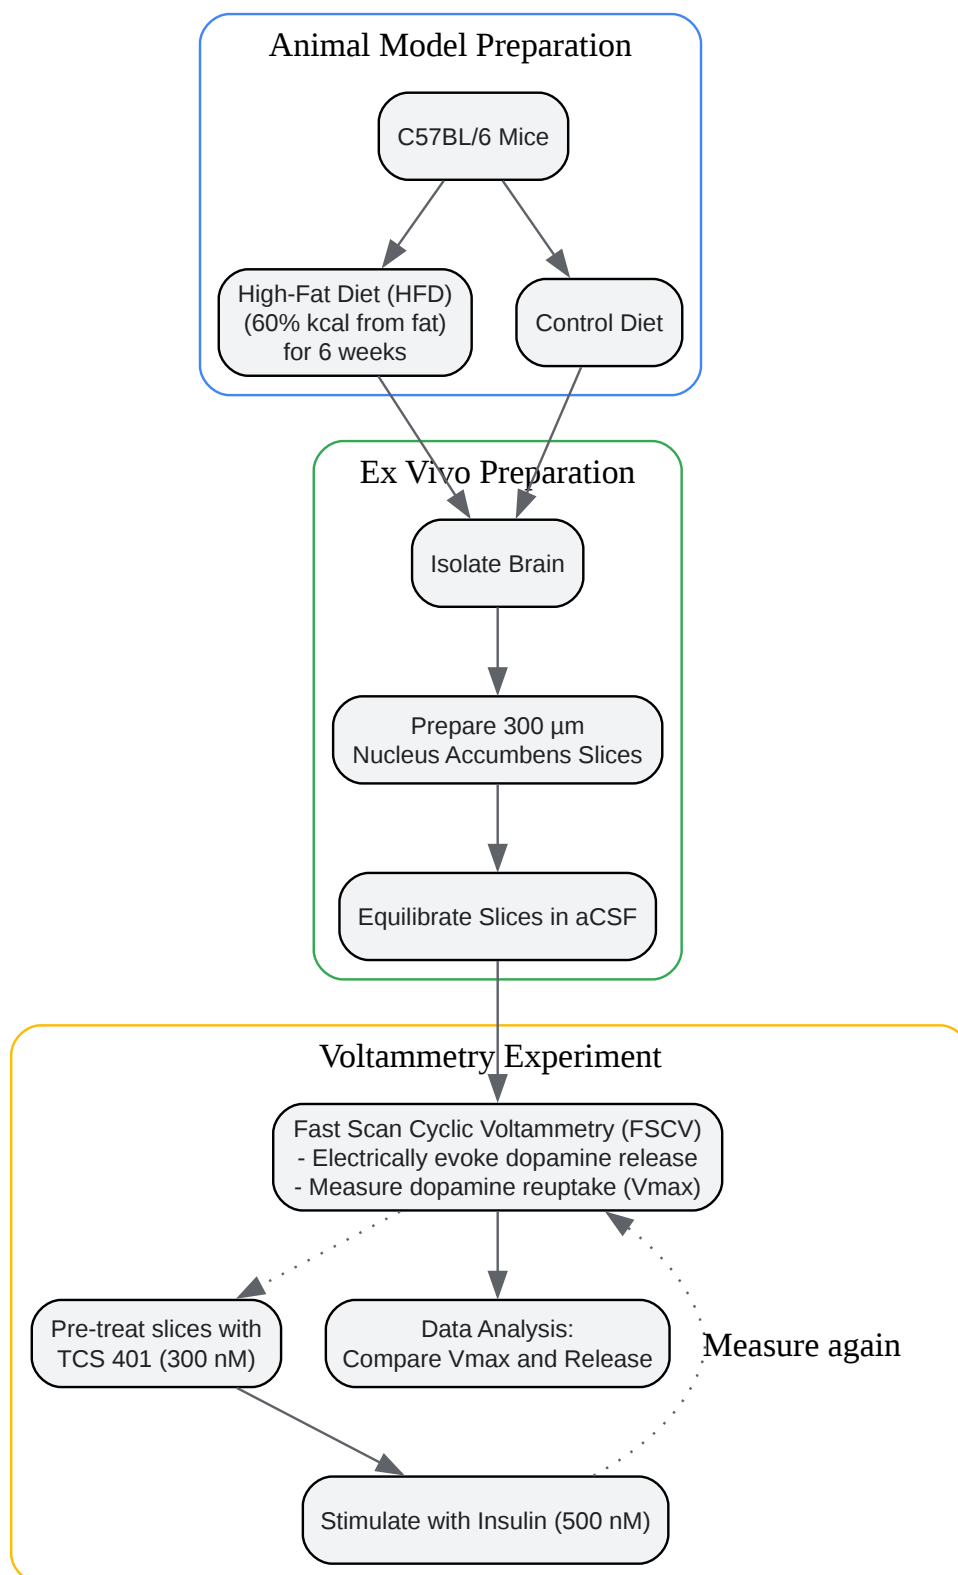 Animal Model Preparation
C57BL/6 Mice
High-Fat Diet (HFD)
(60% kcal from fat)
for 6 weeks
Control Diet
Ex Vivo Preparation
Isolate Brain
Prepare 300 µm
Nucleus Accumbens Slices
Equilibrate Slices in aCSF
Voltammetry Experiment
Fast Scan Cyclic Voltammetry (FSCV)
- Electrically evoke dopamine release
- Measure dopamine reuptake (Vmax)
Pre-treat slices with
TCS 401 (300 nM)
Data Analysis:
Compare Vmax and Release
Measure again
Stimulate with Insulin (500 nM)